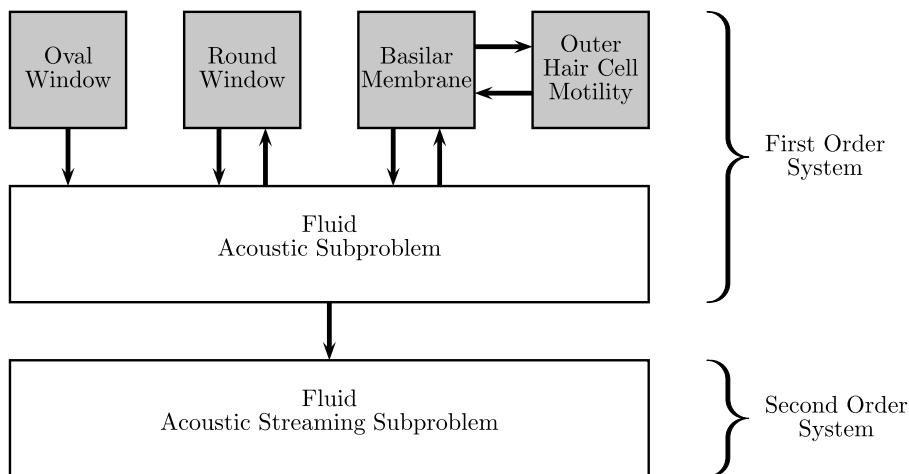 Oval
Window
Round
Window
Basilar
Membrane
Outer
Hair Cell
Motility
First Order
System
Fluid
Acoustic Subproblem
Fluid
Acoustic Streaming Subproblem
Second Order
System